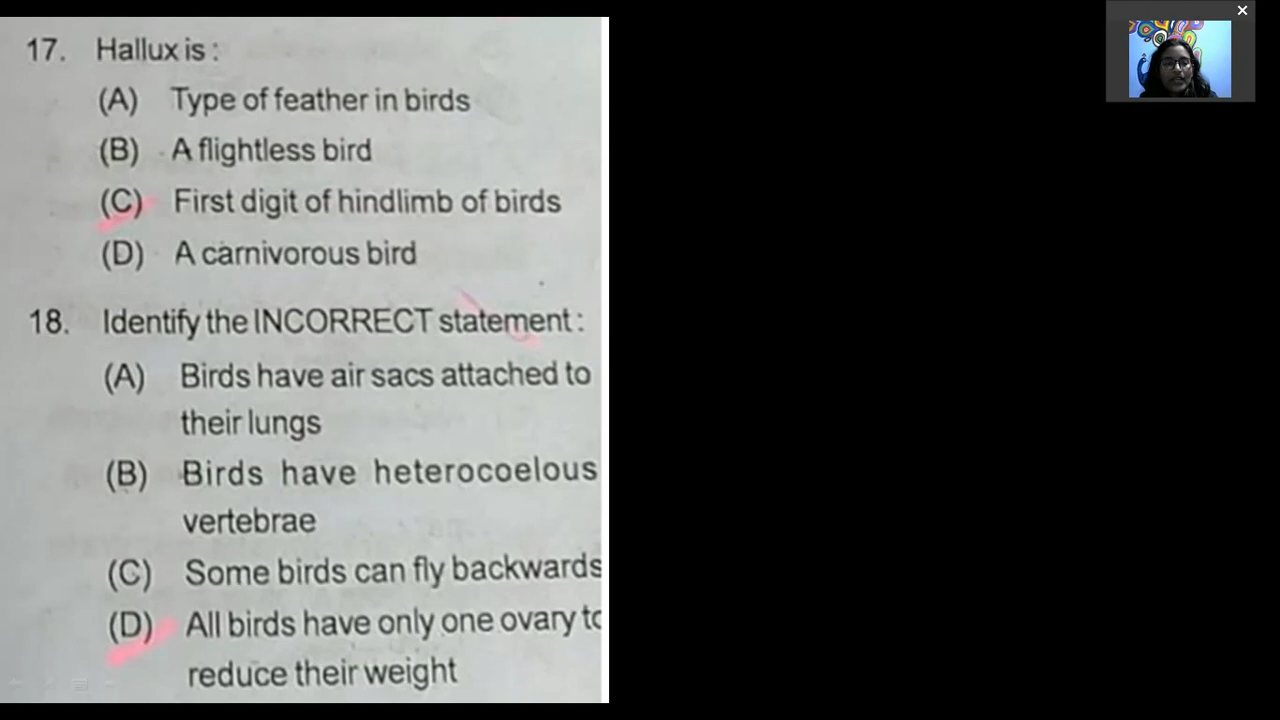 17. Hallux is :
(A) Type of feather in birds
(B) A flightless bird
(C) First digit of hindlimb of birds
(D) A carnivorous bird
18. Identify the INCORRECT statement :
(A) Birds have air sacs attached to
their lungs
(B) Birds have heterocoelous
vertebrae
(C) Some birds can fly backwards
(D) All birds have only one ovary to
reduce their weight